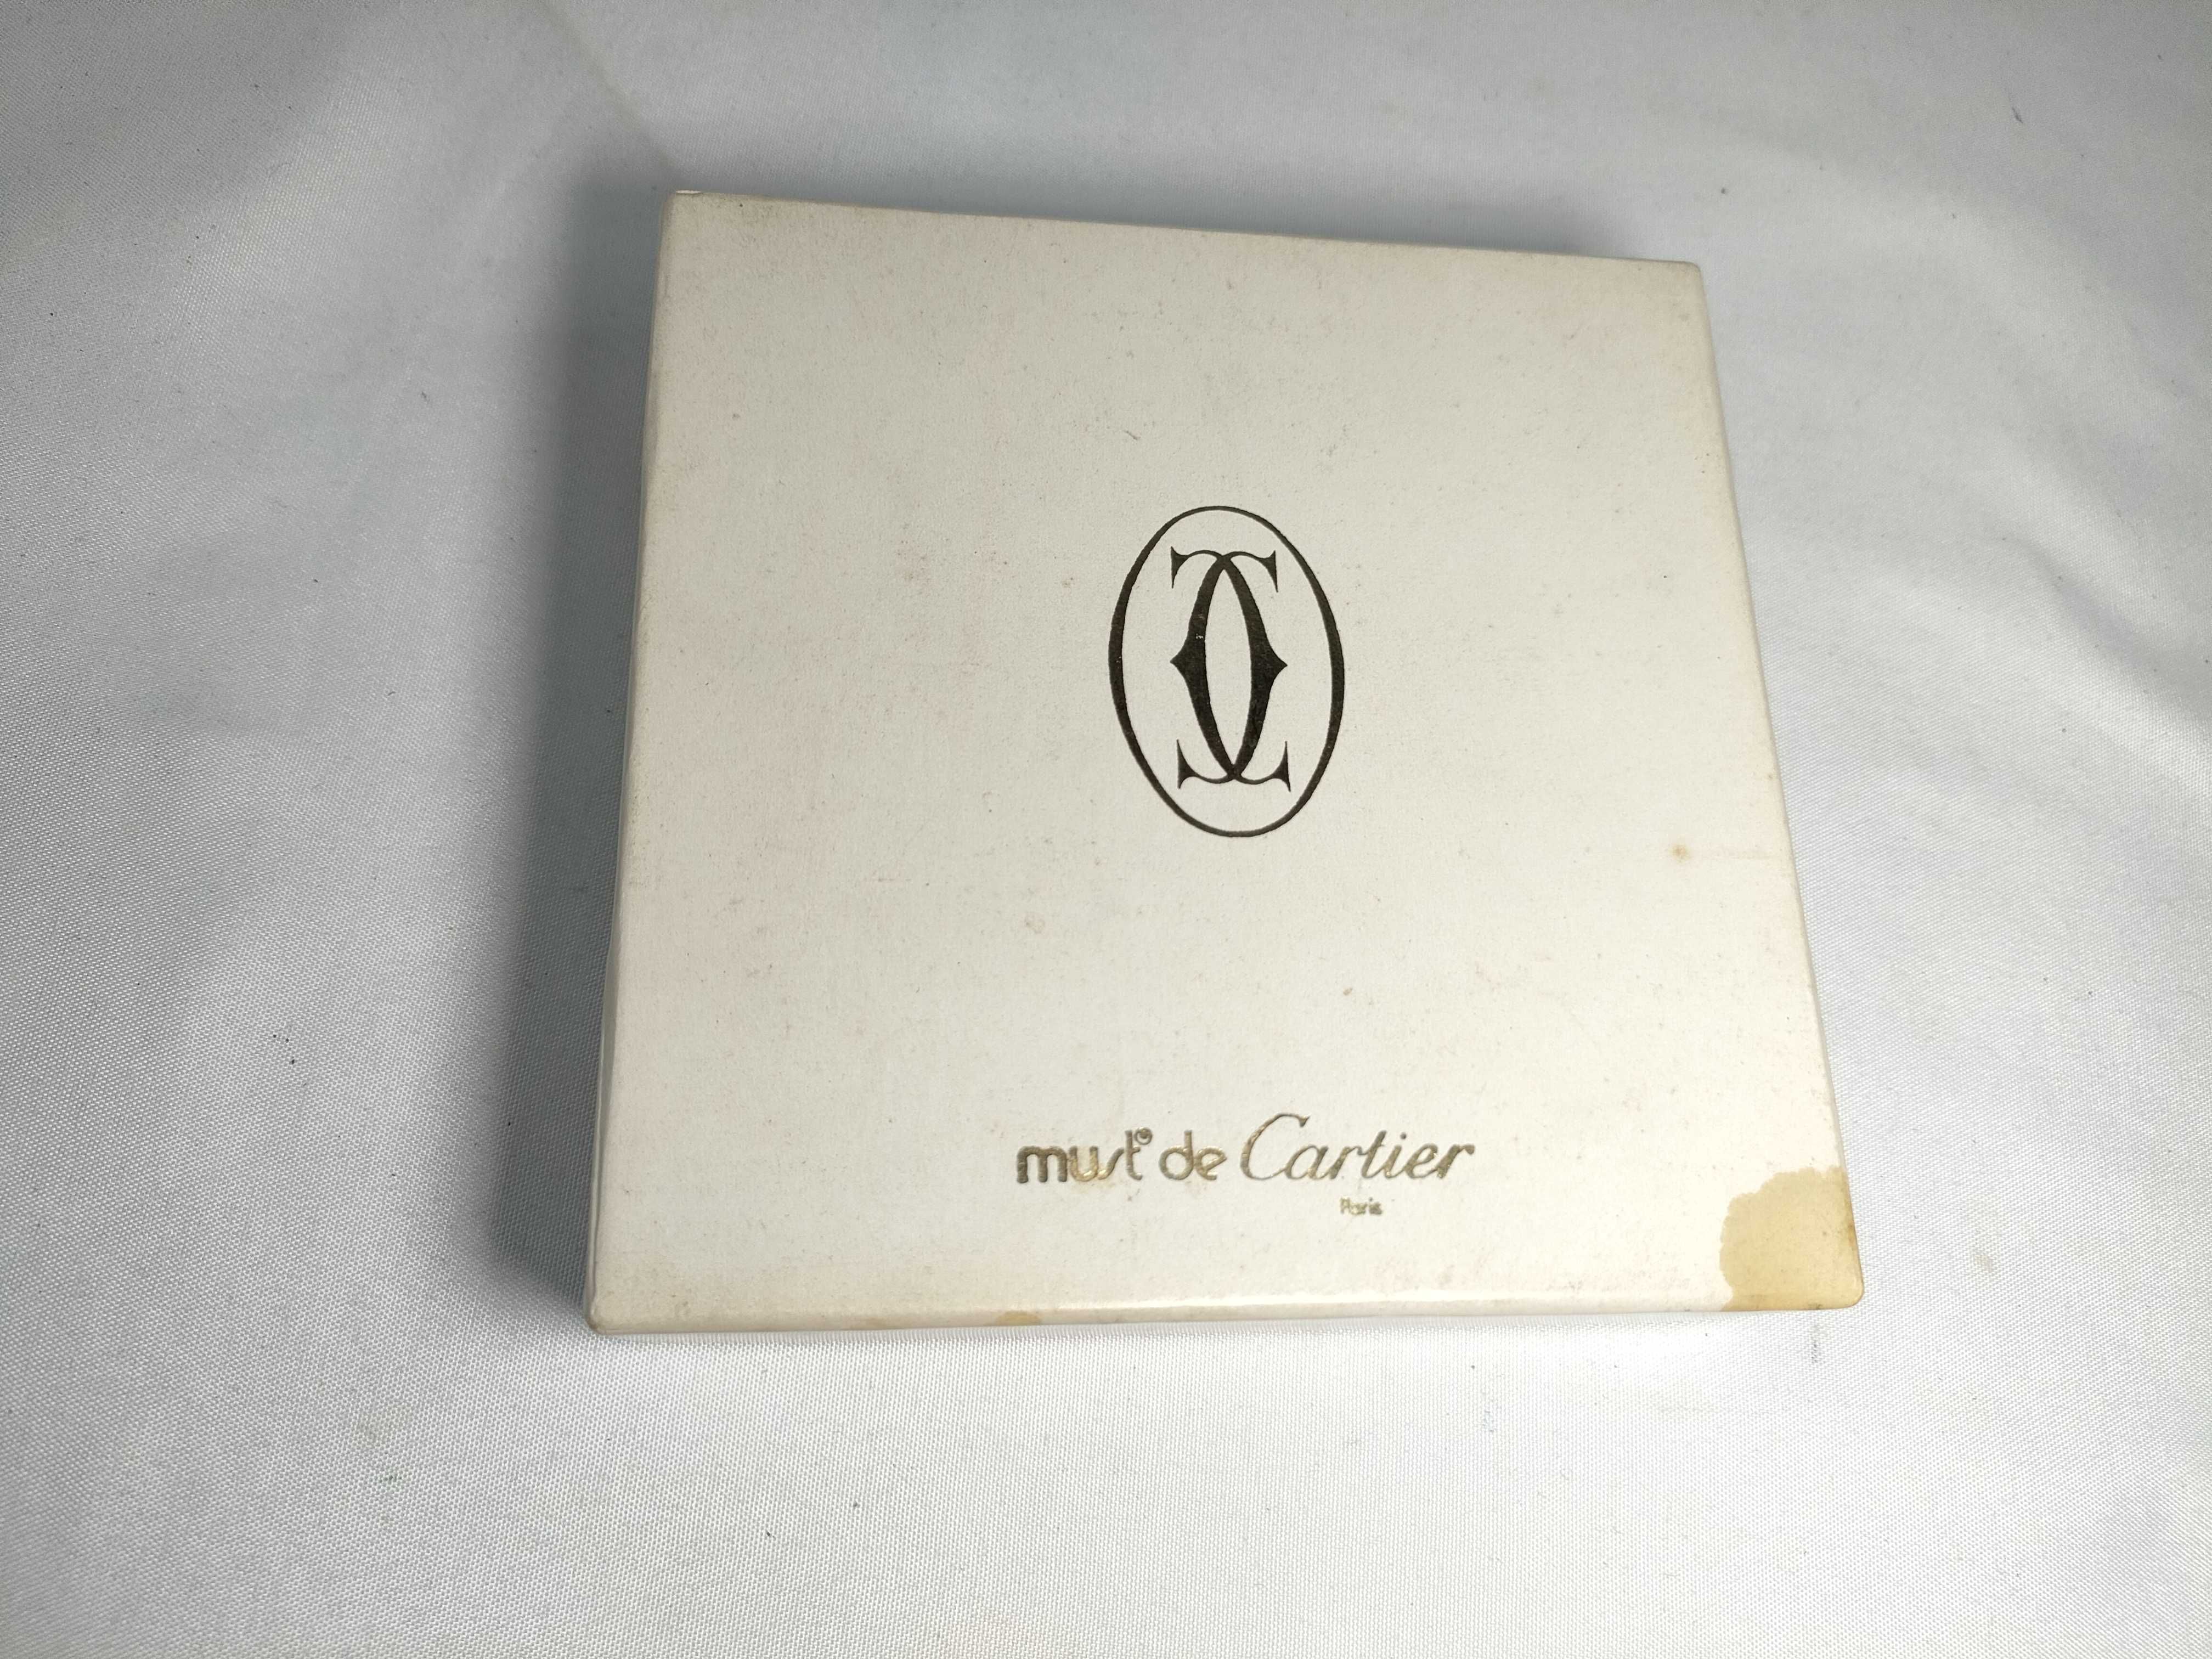 must® de Cartier
Paris